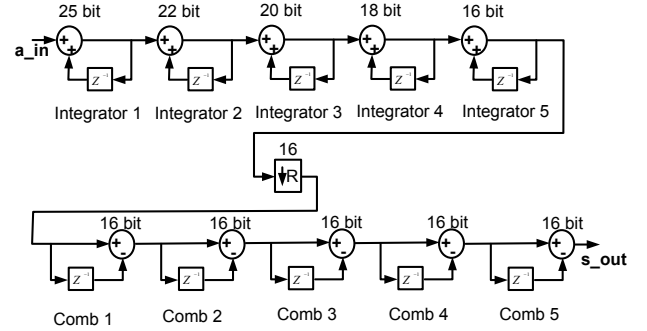 25 bit 22 bit 20 bit 18 bit 16 bit
a_in + + + + + + + + + +
Z⁻¹ Z⁻¹ Z⁻¹ Z⁻¹ Z⁻¹
Integrator 1 Integrator 2 Integrator 3 Integrator 4 Integrator 5
16
R
16 bit 16 bit 16 bit 16 bit 16 bit
+ - + - + - + - + - s_out
Z⁻¹ Z⁻¹ Z⁻¹ Z⁻¹ Z⁻¹
Comb 1 Comb 2 Comb 3 Comb 4 Comb 5